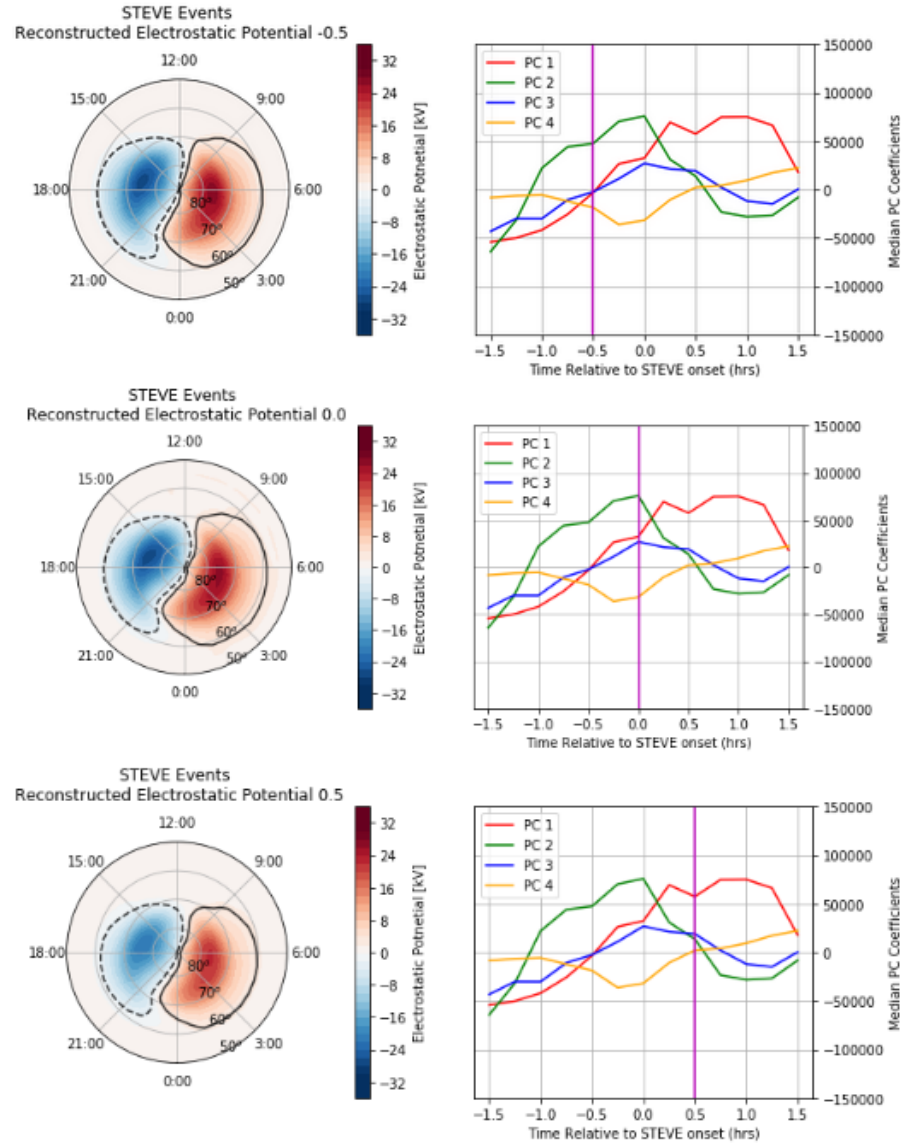 STEVE Events
Reconstructed Electrostatic Potential -0.5
12:00
15:00
9:00
18:00
6:00
80°
70°
60°
50°
21:00
3:00
0:00
32
24
16
8
0
−8
−16
−24
−32
Electrostatic Potnetial [kV]
PC 1
PC 2
PC 3
PC 4
150000
100000
50000
0
−50000
−100000
−150000
Median PC Coefficients
−1.5 −1.0 −0.5 0.0 0.5 1.0 1.5
Time Relative to STEVE onset (hrs)
STEVE Events
Reconstructed Electrostatic Potential 0.0
12:00
15:00
9:00
18:00
6:00
80°
70°
60°
50°
21:00
3:00
0:00
32
24
16
8
0
−8
−16
−24
−32
Electrostatic Potnetial [kV]
PC 1
PC 2
PC 3
PC 4
150000
100000
50000
0
−50000
−100000
−150000
Median PC Coefficients
−1.5 −1.0 −0.5 0.0 0.5 1.0 1.5
Time Relative to STEVE onset (hrs)
STEVE Events
Reconstructed Electrostatic Potential 0.5
12:00
15:00
9:00
18:00
6:00
80°
70°
60°
50°
21:00
3:00
0:00
32
24
16
8
0
−8
−16
−24
−32
Electrostatic Potnetial [kV]
PC 1
PC 2
PC 3
PC 4
150000
100000
50000
0
−50000
−100000
−150000
Median PC Coefficients
−1.5 −1.0 −0.5 0.0 0.5 1.0 1.5
Time Relative to STEVE onset (hrs)